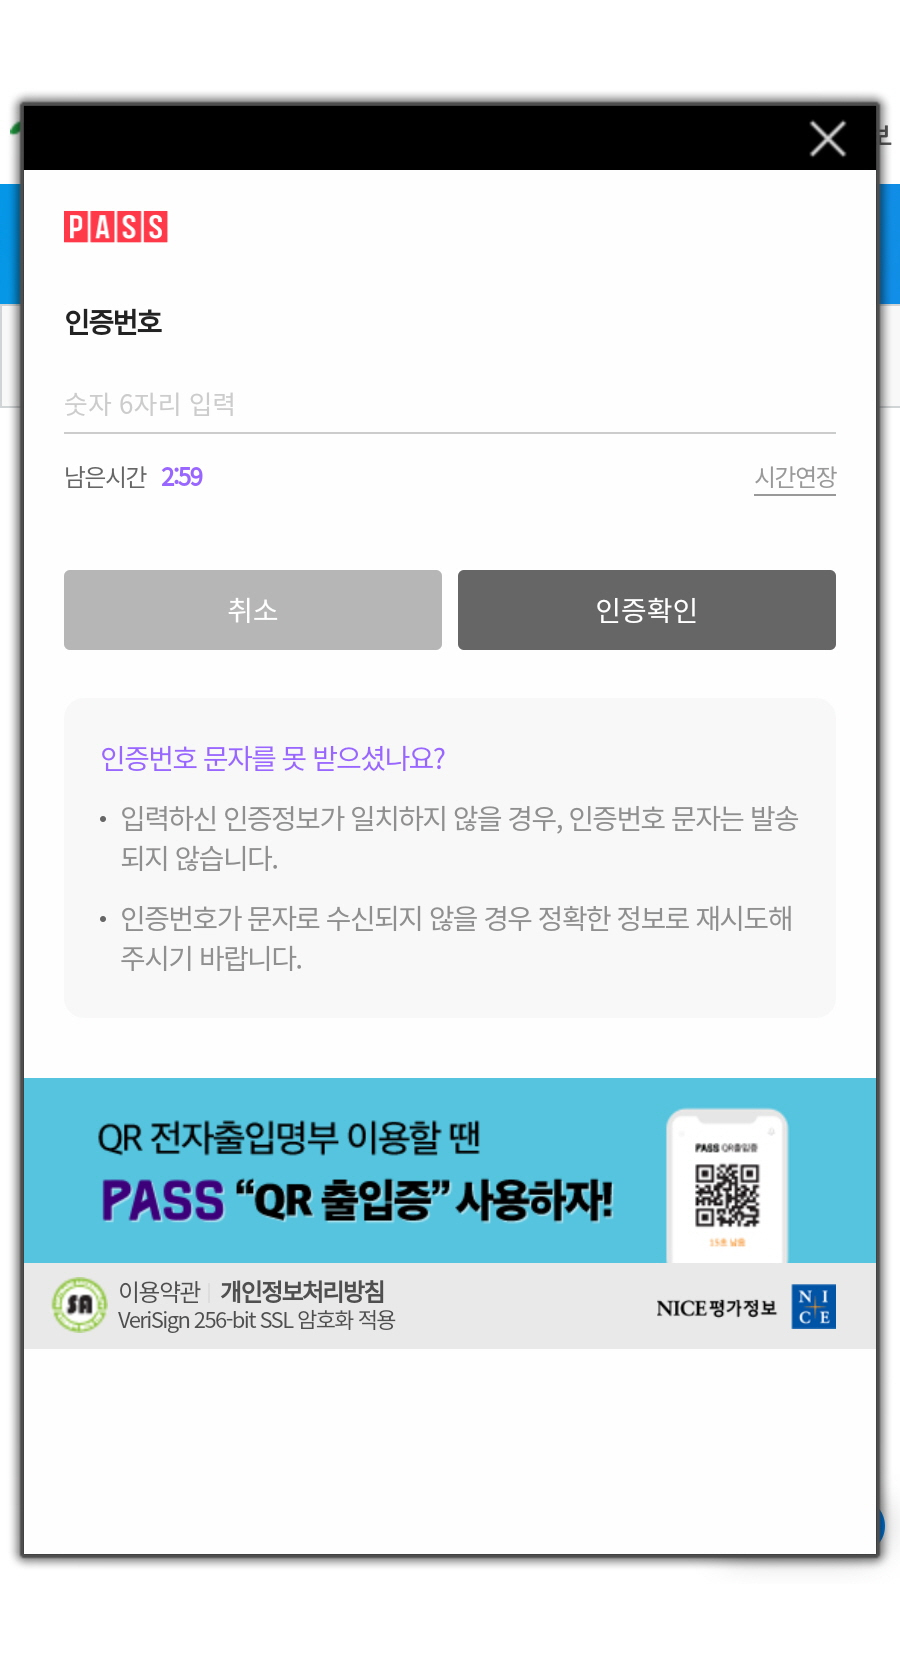 보
PASS
인증번호
숫자 6자리 입력
남은시간 2:59 시간연장
취소 인증확인
인증번호 문자를 못 받으셨나요?
• 입력하신 인증정보가 일치하지 않을 경우, 인증번호 문자는 발송
되지 않습니다.
• 인증번호가 문자로 수신되지 않을 경우 정확한 정보로 재시도해
주시기 바랍니다.
QR 전자출입명부 이용할 땐
PASS “QR 출입증” 사용하자!
PASS QR출입증
15초 남음
SA
이용약관 | 개인정보처리방침
VeriSign 256-bit SSL 암호화 적용
NICE평가정보
NI
CE